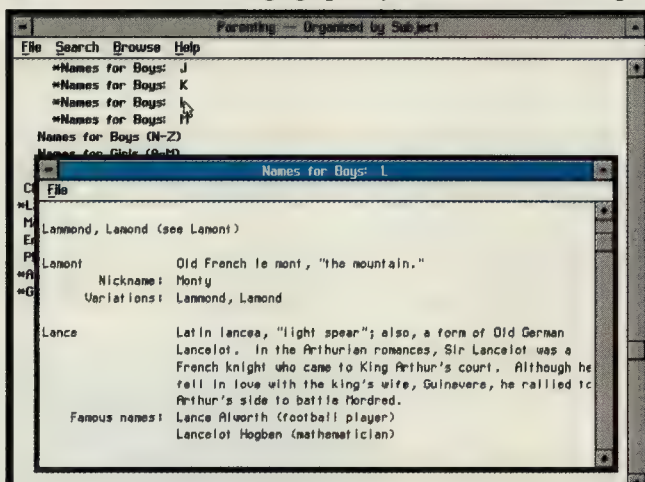 Parenting — Organized by Subject
File Search Browse Help
*Names for Boys: J
*Names for Boys: K
*Names for Boys: L
*Names for Boys: M
Names for Boys (N-Z)
Names for Girls (A-M)
Names for Boys: L
File
Lammond, Lamond (see Lamont)
Lamont Old French le mont, "the mountain."
Nickname: Monty
Variations: Lammond, Lamond
Lance Latin lancea, "light spear"; also, a form of Old German
Lancelot. In the Arthurian romances, Sir Lancelot was a
French knight who came to King Arthur's court. Although he
fell in love with the king's wife, Guinevere, he rallied to
Arthur's side to battle Mordred.
Famous names: Lance Alworth (football player)
Lancelot Hogben (mathematician)